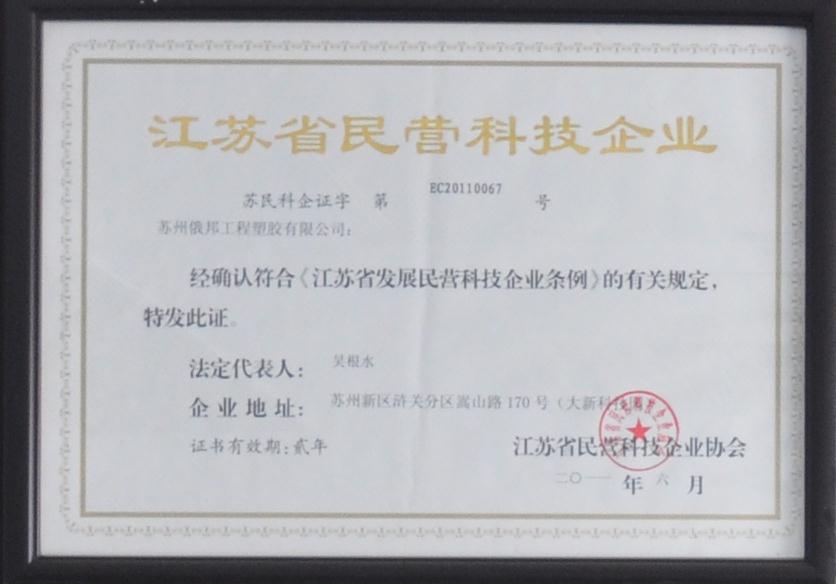 江苏省民营科技企业
苏民科企证字 第 EC20110067 号
苏州俄邦工程塑胶有限公司：
经确认符合《江苏省发展民营科技企业条例》的有关规定，
特发此证。
法定代表人： 吴根水
企业地址： 苏州新区浒关分区嵩山路 170 号（大新科技园）
证书有效期：贰年
江苏省民营科技企业协会
二〇一一 年 六 月